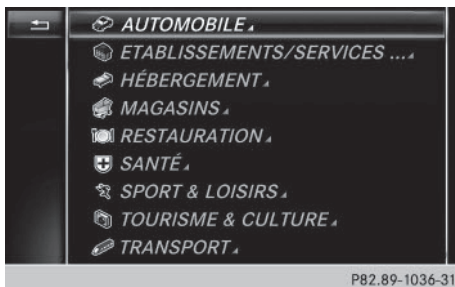 AUTOMOBILE
ETABLISSEMENTS/SERVICES ...
HÉBERGEMENT
MAGASINS
RESTAURATION
SANTÉ
SPORT & LOISIRS
TOURISME & CULTURE
TRANSPORT
P82.89-1036-31